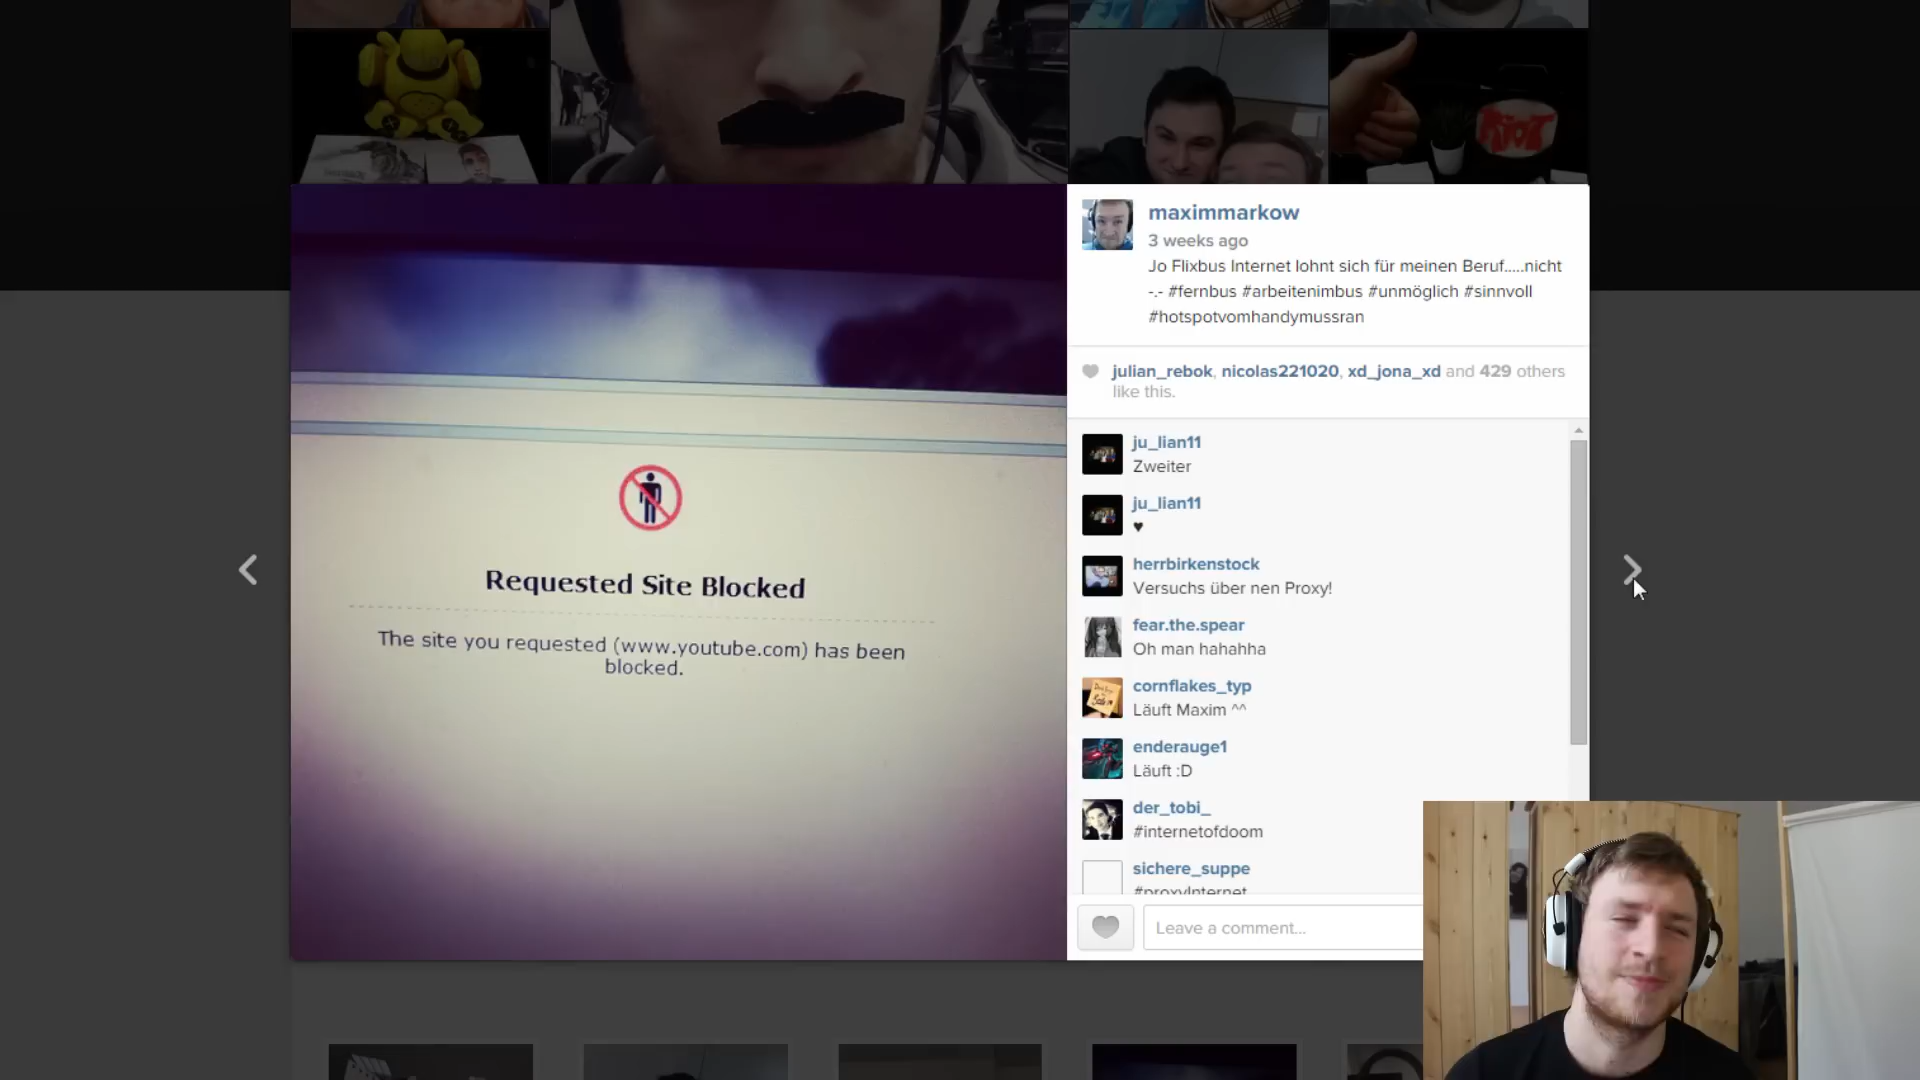 RiOT
maximmarkow
3 weeks ago
Jo Flixbus Internet lohnt sich für meinen Beruf.....nicht
-.- #fernbus #arbeitenimbus #unmöglich #sinnvoll
#hotspotvomhandymussran
julian_rebok, nicolas221020, xd_jona_xd and 429 others
like this.
ju_lian11
Zweiter
ju_lian11
♥
herrbirkenstock
Versuchs über nen Proxy!
fear.the.spear
Oh man hahahha
cornflakes_typ
Läuft Maxim ^^
enderauge1
Läuft :D
der_tobi_
#internetofdoom
sichere_suppe
#proxyInternet
Leave a comment...
Requested Site Blocked
The site you requested (www.youtube.com) has been
blocked.